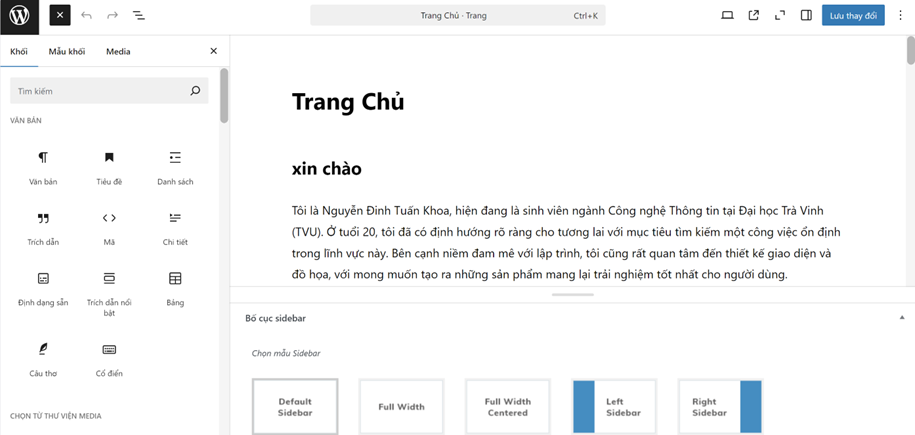 Trang Chủ · Trang
Ctrl+K
Lưu thay đổi
Khối
Mẫu khối
Media
Tìm kiếm
VĂN BẢN
Văn bản
Tiêu đề
Danh sách
Trích dẫn
Mã
Chi tiết
Định dạng sẵn
Trích dẫn nổi
bật
Bảng
Câu thơ
Cổ điển
CHỌN TỪ THƯ VIỆN MEDIA
Trang Chủ
xin chào
Tôi là Nguyễn Đình Tuấn Khoa, hiện đang là sinh viên ngành Công nghệ Thông tin tại Đại học Trà Vinh
(TVU). Ở tuổi 20, tôi đã có định hướng rõ ràng cho tương lai với mục tiêu tìm kiếm một công việc ổn định
trong lĩnh vực này. Bên cạnh niềm đam mê với lập trình, tôi cũng rất quan tâm đến thiết kế giao diện và
đồ họa, với mong muốn tạo ra những sản phẩm mang lại trải nghiệm tốt nhất cho người dùng.
Bố cục sidebar
Chọn mẫu Sidebar
Default
Sidebar
Full Width
Full Width
Centered
Left
Sidebar
Right
Sidebar